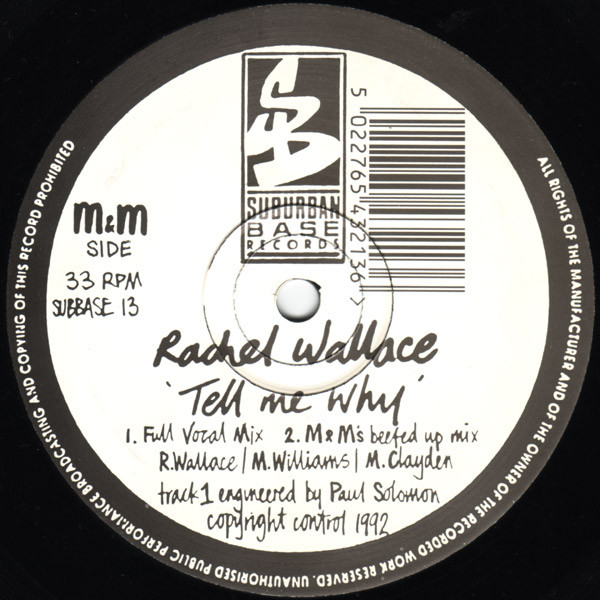 SUBURBAN
BASE
RECORDS
5 022765 432136 >
M&M
SIDE
33 RPM
SUBBASE 13
Rachel Wallace
'Tell me Why'
1. Full Vocal Mix 2. M&M's beefed up mix
R.Wallace | M.Williams | M.Clayden
track 1 engineered by Paul Solomon
copyright control 1992
ALL RIGHTS OF THE MANUFACTURER AND OF THE OWNER OF THE RECORDED WORK RESERVED. UNAUTHORISED PUBLIC PERFORMANCE BROADCASTING AND COPYING OF THIS RECORD PROHIBITED